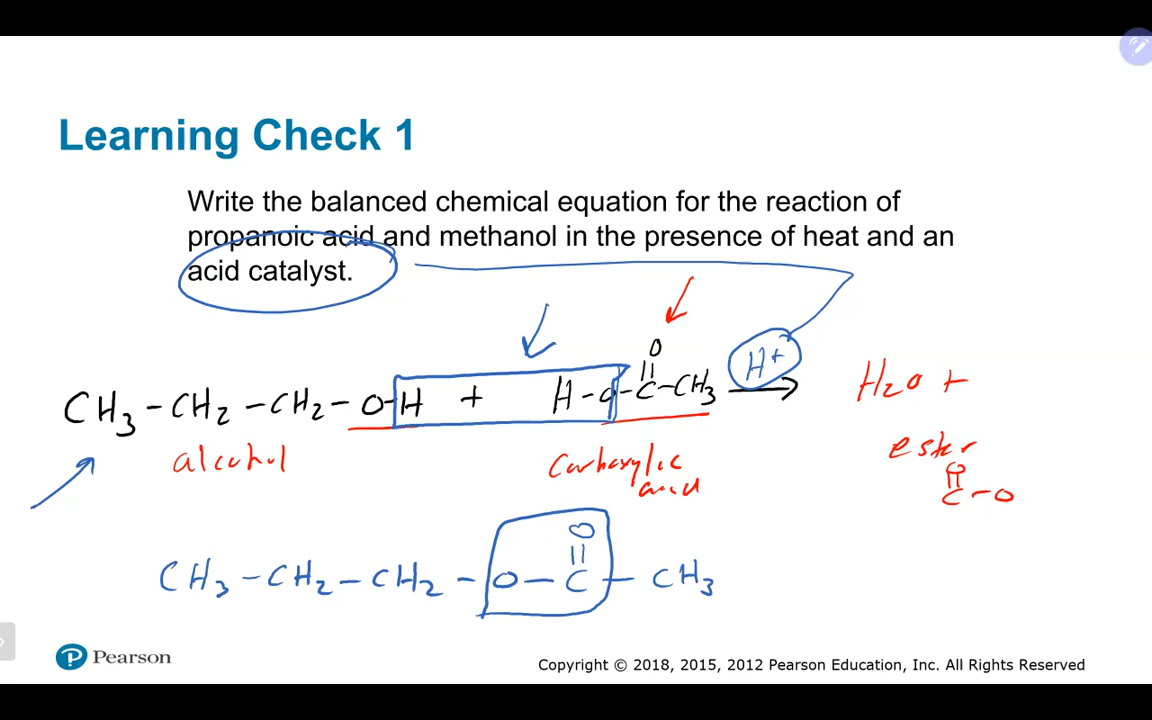 Learning Check 1
Write the balanced chemical equation for the reaction of
propanoic acid and methanol in the presence of heat and an
acid catalyst.
O
||
CH3 - CH2 - CH2 - O-H + H-O-C-CH3 H+ → H2O +
alcohol carboxylic acid ester
O
||
C-O
O
||
CH3 - CH2 - CH2 - O - C - CH3
P Pearson
Copyright © 2018, 2015, 2012 Pearson Education, Inc. All Rights Reserved